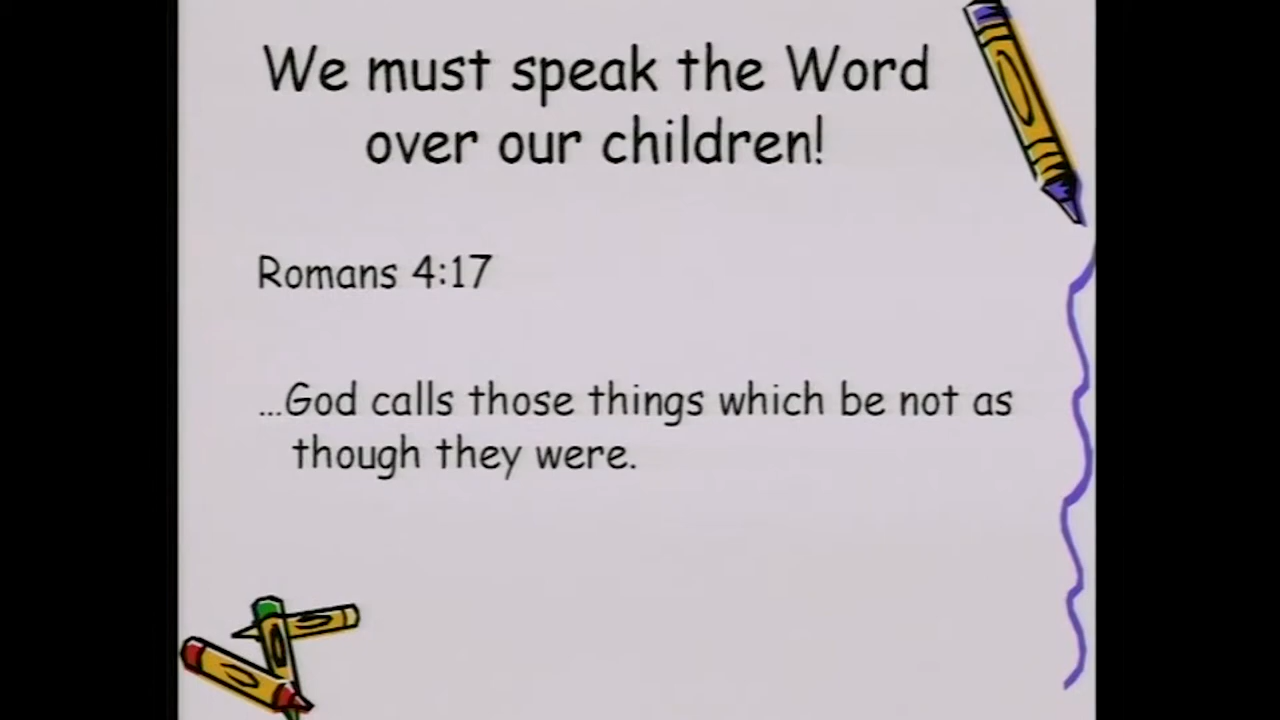 We must speak the Word
over our children!
Romans 4:17
...God calls those things which be not as
though they were.